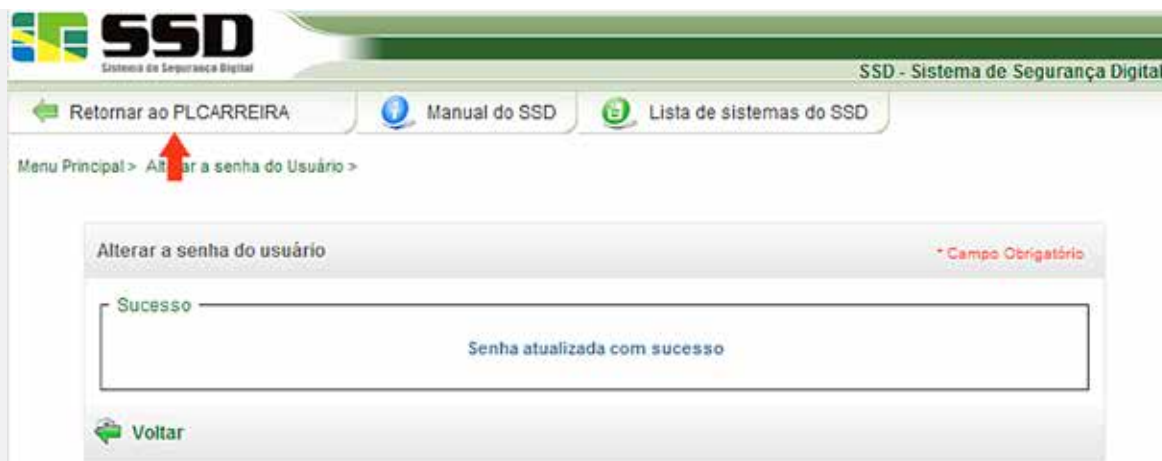 SSD
Sistema de Segurança Digital
SSD - Sistema de Segurança Digital
Retornar ao PLCARREIRA
Manual do SSD
Lista de sistemas do SSD
Menu Principal > Alterar a senha do Usuário >
Alterar a senha do usuário
* Campo Obrigatório
Sucesso
Senha atualizada com sucesso
Voltar